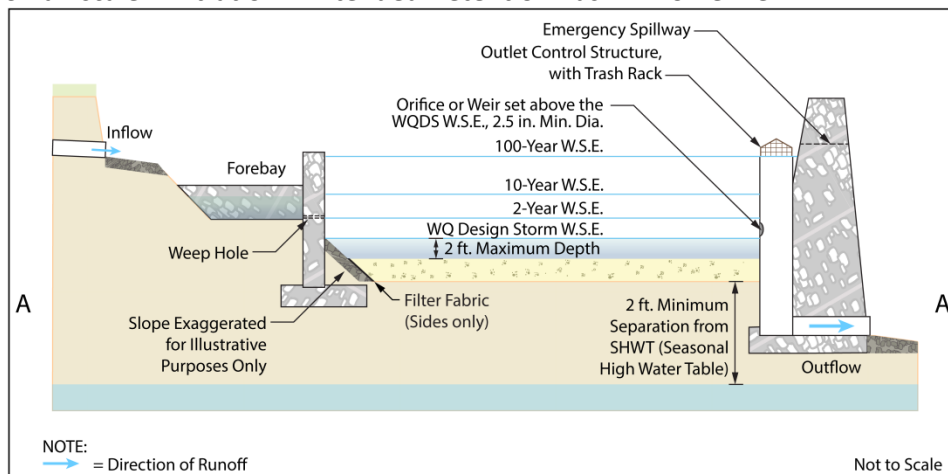 Emergency Spillway
Outlet Control Structure,
with Trash Rack
Orifice or Weir set above the
WQDS W.S.E., 2.5 in. Min. Dia.
Inflow
100-Year W.S.E.
Forebay
10-Year W.S.E.
2-Year W.S.E.
Weep Hole
WQ Design Storm W.S.E.
2 ft. Maximum Depth
A
Slope Exaggerated
for Illustrative
Purposes Only
Filter Fabric
(Sides only)
2 ft. Minimum
Separation from
SHWT (Seasonal
High Water Table)
Outflow
A
NOTE:
= Direction of Runoff
Not to Scale